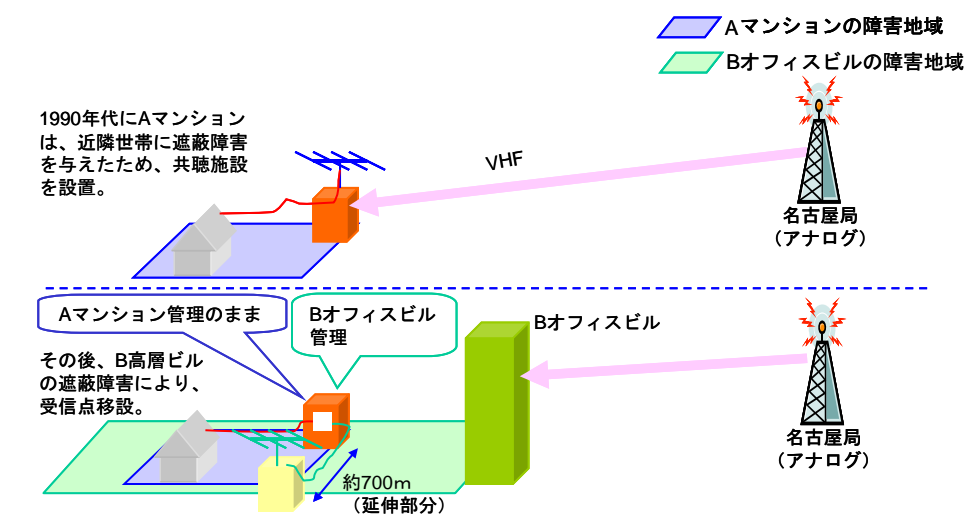 Aマンションの障害地域
Bオフィスビルの障害地域
1990年代にAマンション
は、近隣世帯に遮蔽障害
を与えたため、共聴施設
を設置。
VHF
名古屋局
（アナログ）
Aマンション管理のまま
Bオフィスビル
管理
Bオフィスビル
その後、B高層ビル
の遮蔽障害により、
受信点移設。
名古屋局
（アナログ）
約700m
（延伸部分）